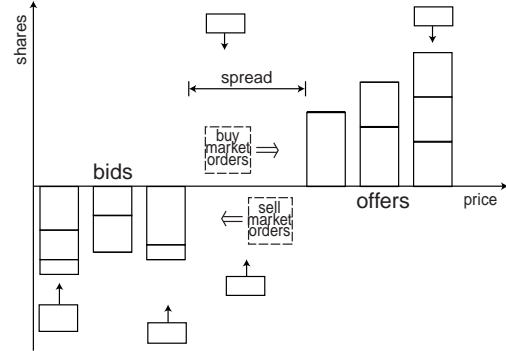 shares
spread
buy
market
orders
bids
sell
market
orders
offers
price